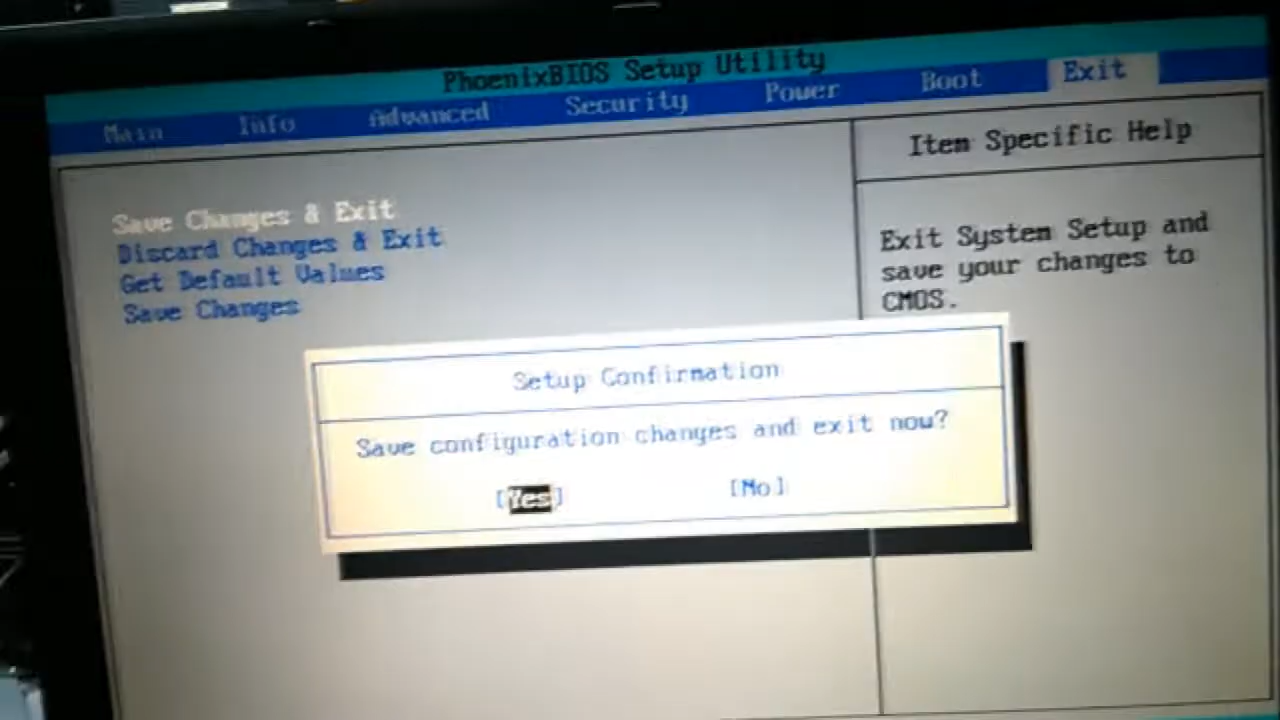 PhoenixBIOS Setup Utility
Main Info Advanced Security Power Boot Exit
Save Changes & Exit
Discard Changes & Exit
Get Default Values
Save Changes
Item Specific Help
Exit System Setup and
save your changes to
CMOS.
Setup Confirmation
Save configuration changes and exit now?
[Yes] [No]